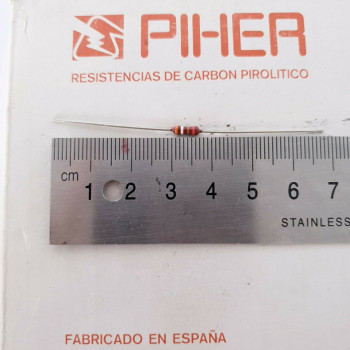 PIHER
RESISTENCIAS DE CARBON PIROLITICO
cm 1 2 3 4 5 6 7
STAINLESS
FABRICADO EN ESPAÑA